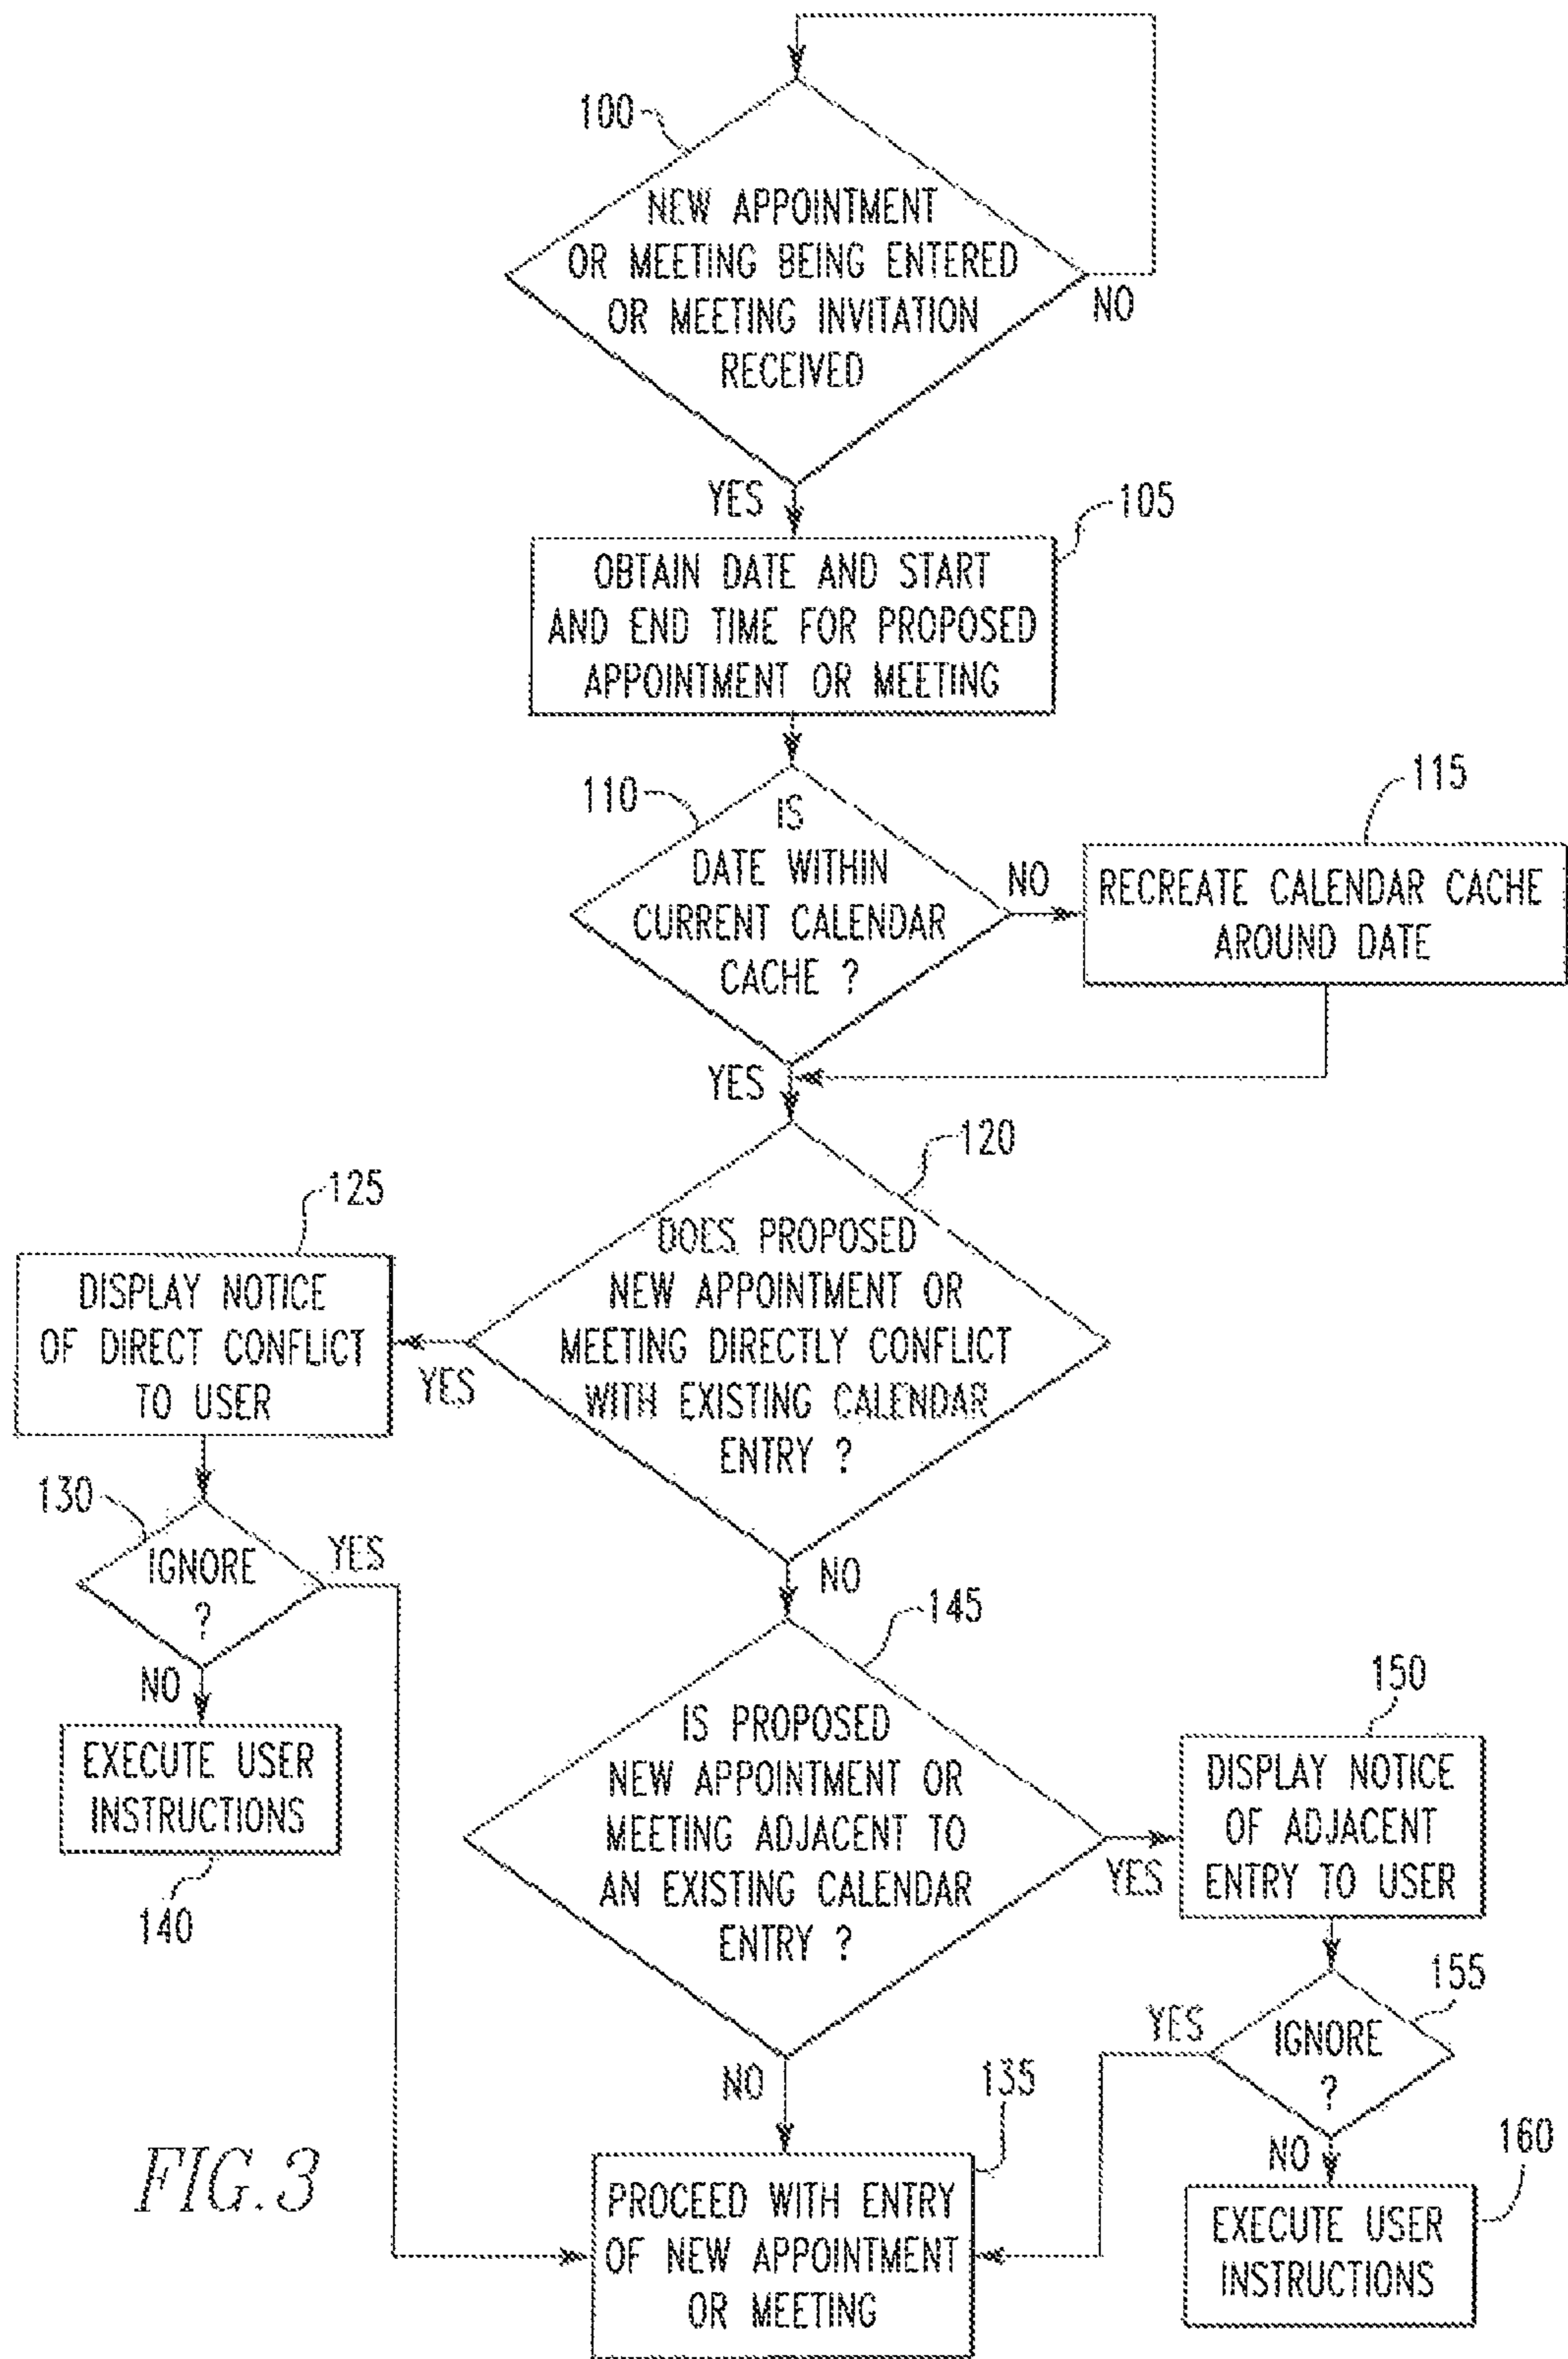 100
NEW APPOINTMENT
OR MEETING BEING ENTERED
OR MEETING INVITATION
RECEIVED
NO
YES
105
OBTAIN DATE AND START
AND END TIME FOR PROPOSED
APPOINTMENT OR MEETING
110
IS
DATE WITHIN
CURRENT CALENDAR
CACHE ?
NO
115
RECREATE CALENDAR CACHE
AROUND DATE
YES
120
DOES PROPOSED
NEW APPOINTMENT OR
MEETING DIRECTLY CONFLICT
WITH EXISTING CALENDAR
ENTRY ?
YES
125
DISPLAY NOTICE
OF DIRECT CONFLICT
TO USER
130
IGNORE
?
YES
NO
EXECUTE USER
INSTRUCTIONS
140
NO
145
IS PROPOSED
NEW APPOINTMENT OR
MEETING ADJACENT TO
AN EXISTING CALENDAR
ENTRY ?
YES
150
DISPLAY NOTICE
OF ADJACENT
ENTRY TO USER
155
IGNORE
?
YES
NO
160
EXECUTE USER
INSTRUCTIONS
NO
135
PROCEED WITH ENTRY
OF NEW APPOINTMENT
OR MEETING
FIG.3